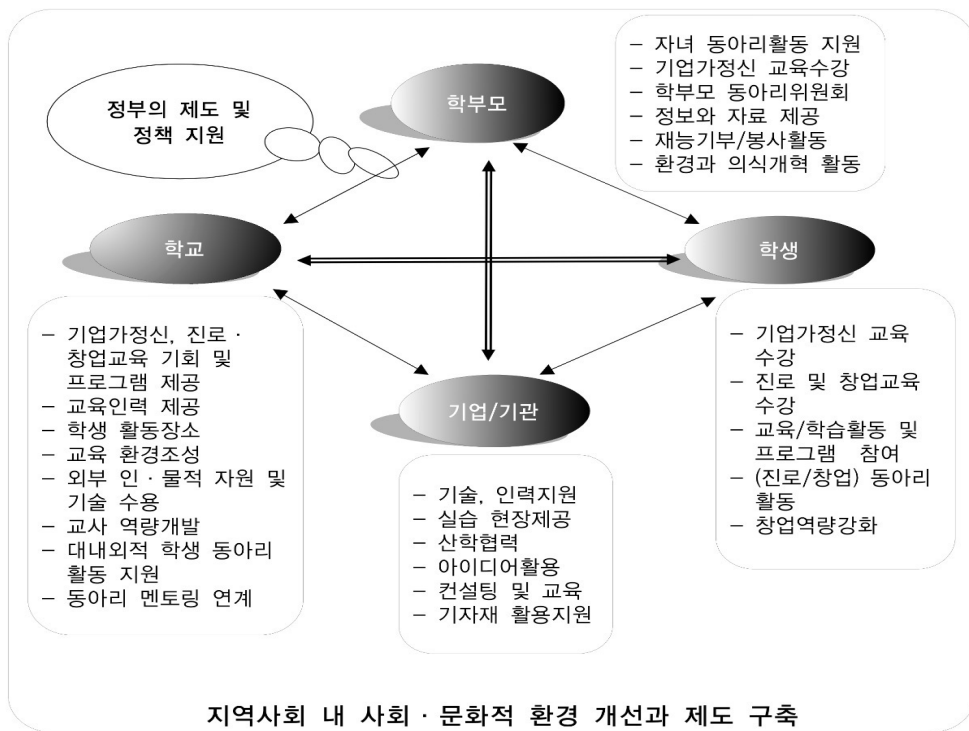 정부의 제도 및
정책 지원
학부모
– 자녀 동아리활동 지원
– 기업가정신 교육수강
– 학부모 동아리위원회
– 정보와 자료 제공
– 재능기부/봉사활동
– 환경과 의식개혁 활동
학교
– 기업가정신, 진로 ·
창업교육 기회 및
프로그램 제공
– 교육인력 제공
– 학생 활동장소
– 교육 환경조성
– 외부 인 · 물적 자원 및
기술 수용
– 교사 역량개발
– 대내외적 학생 동아리
활동 지원
– 동아리 멘토링 연계
학생
– 기업가정신 교육
수강
– 진로 및 창업교육
수강
– 교육/학습활동 및
프로그램 참여
– (진로/창업) 동아리
활동
– 창업역량강화
기업/기관
– 기술, 인력지원
– 실습 현장제공
– 산학협력
– 아이디어활용
– 컨설팅 및 교육
– 기자재 활용지원
지역사회 내 사회 · 문화적 환경 개선과 제도 구축